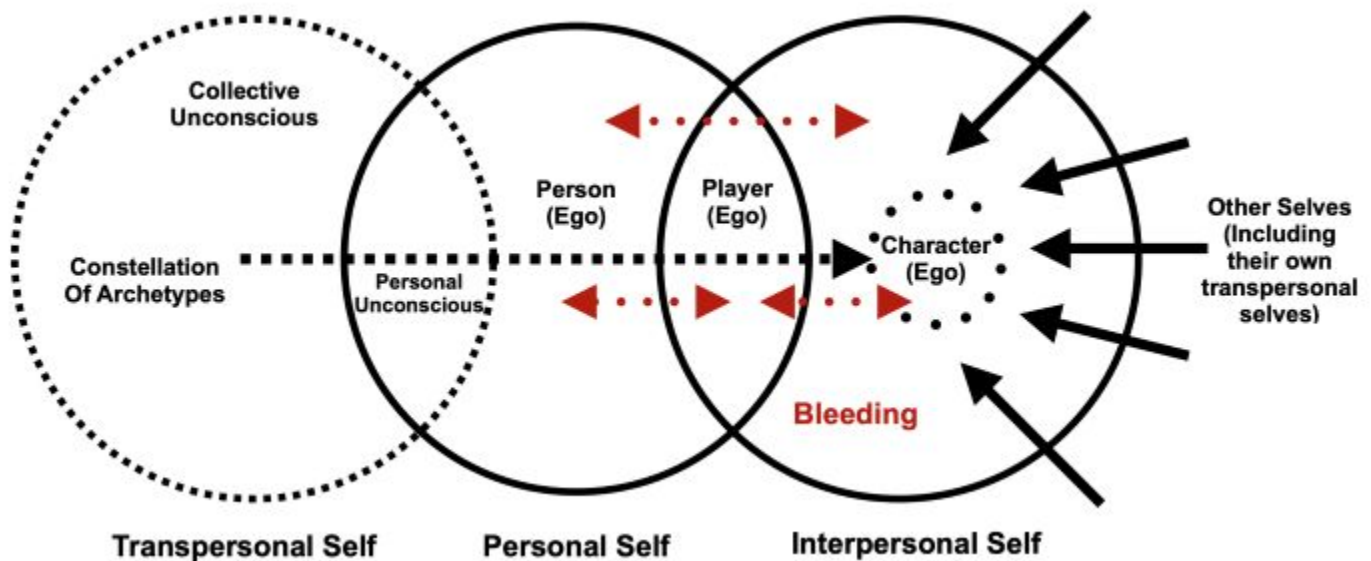 Collective
Unconscious
Constellation
Of Archetypes
Personal
Unconscious
Person
(Ego)
Player
(Ego)
Character
(Ego)
Bleeding
Other Selves
(Including
their own
transpersonal
selves)
Transpersonal Self
Personal Self
Interpersonal Self